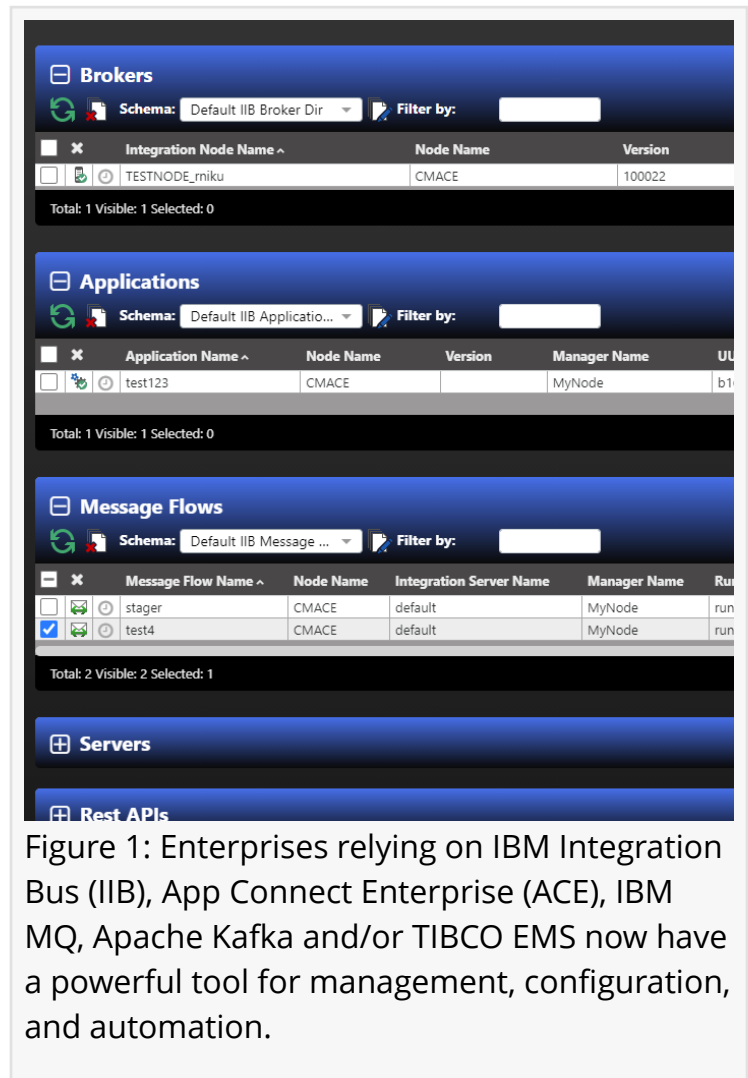 Brokers
Schema: Default IIB Broker Dir Filter by:
Integration Node Name Node Name Version
TESTNODE_rniku CMACE 100022
Total: 1 Visible: 1 Selected: 0
Applications
Schema: Default IIB Applicatio... Filter by:
Application Name Node Name Version Manager Name UU
test123 CMACE MyNode b1
Total: 1 Visible: 1 Selected: 0
Message Flows
Schema: Default IIB Message ... Filter by:
Message Flow Name Node Name Integration Server Name Manager Name Ru
stager CMACE default MyNode run
test4 CMACE default MyNode run
Total: 2 Visible: 2 Selected: 1
Servers
Rest APIs
Figure 1: Enterprises relying on IBM Integration
Bus (IIB), App Connect Enterprise (ACE), IBM
MQ, Apache Kafka and/or TIBCO EMS now have
a powerful tool for management, configuration,
and automation.